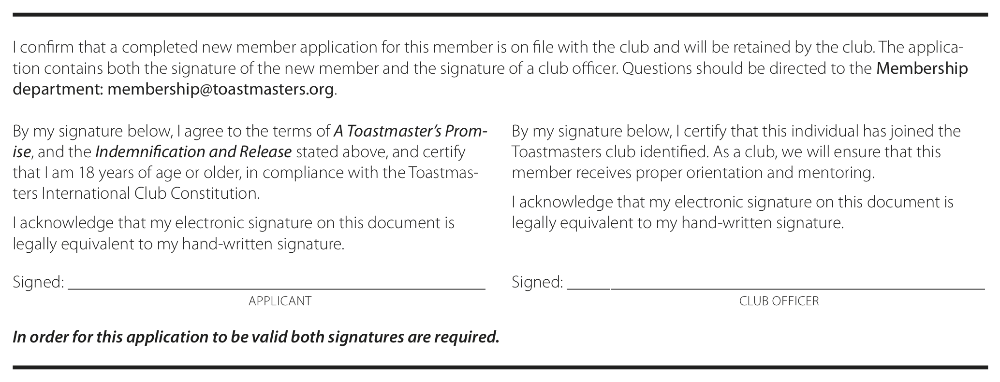 I confirm that a completed new member application for this member is on file with the club and will be retained by the club. The applica-
tion contains both the signature of the new member and the signature of a club officer. Questions should be directed to the Membership
department: membership@toastmasters.org.
By my signature below, I agree to the terms of A Toastmaster’s Prom-
ise, and the Indemnification and Release stated above, and certify
that I am 18 years of age or older, in compliance with the Toastmas-
ters International Club Constitution.
I acknowledge that my electronic signature on this document is
legally equivalent to my hand-written signature.
Signed:
APPLICANT
By my signature below, I certify that this individual has joined the
Toastmasters club identified. As a club, we will ensure that this
member receives proper orientation and mentoring.
I acknowledge that my electronic signature on this document is
legally equivalent to my hand-written signature.
Signed:
CLUB OFFICER
In order for this application to be valid both signatures are required.